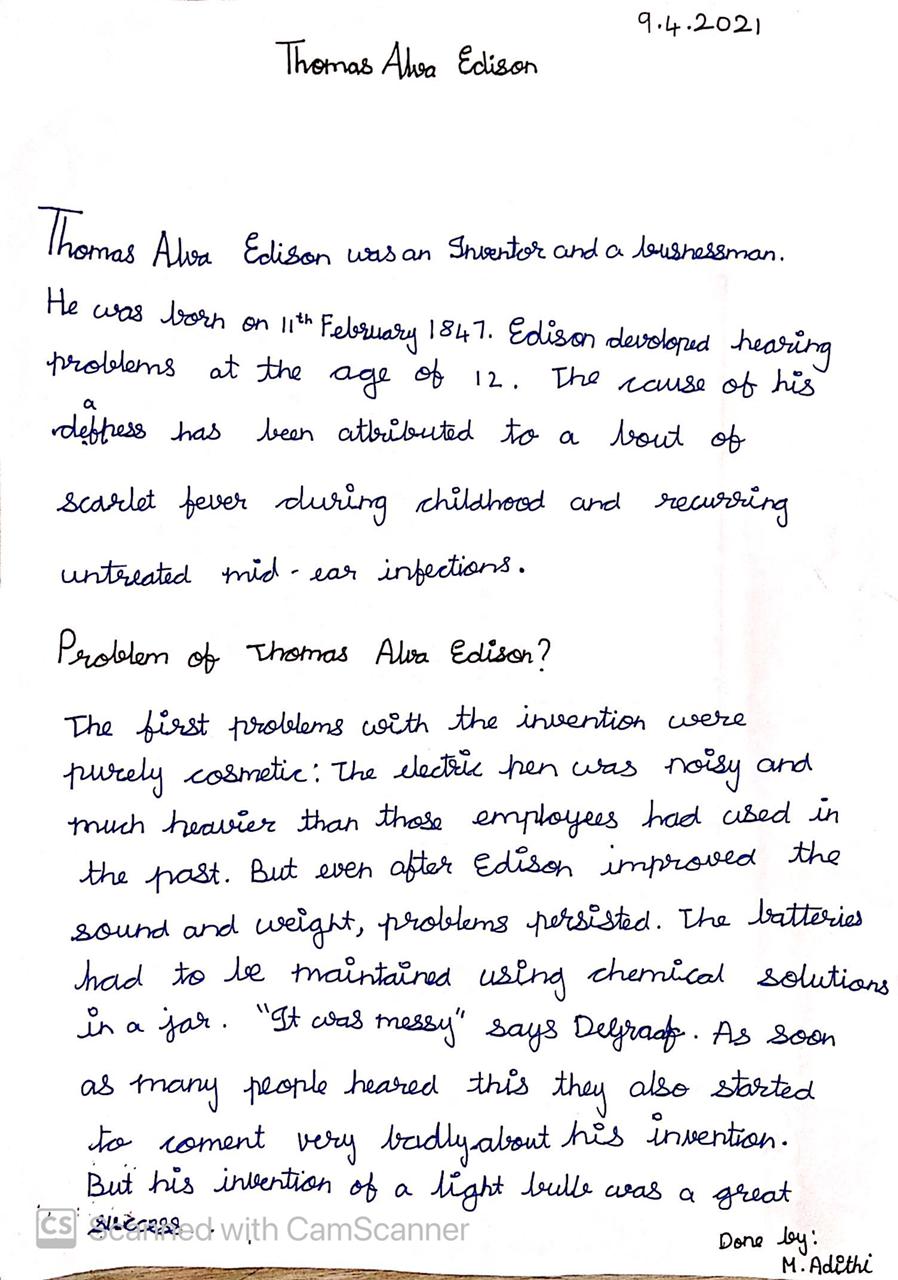 9.4.2021
Thomas Alva Edison
Thomas Alva Edison was an Inventor and a busnessman.
He was born on 11th February 1847. Edison devoloped hearing
problems at the age of 12. The cause of his
a
deffness has been attributed to a bout of
scarlet fever during childhood and recurring
untreated mid-ear infections.
Problem of Thomas Alva Edison?
The first problems with the invention were
purely cosmetic: The electric pen was noisy and
much heavier than those employees had used in
the past. But even after Edison improved the
sound and weight, problems persisted. The batteries
had to be maintained using chemical solutions
in a jar. "It was messy" says DeGraaf. As soon
as many people heared this they also started
to coment very badly about his invention.
But his invention of a light bulb was a great
success.
CS Scanned with CamScanner
Done by:
M. Adithi